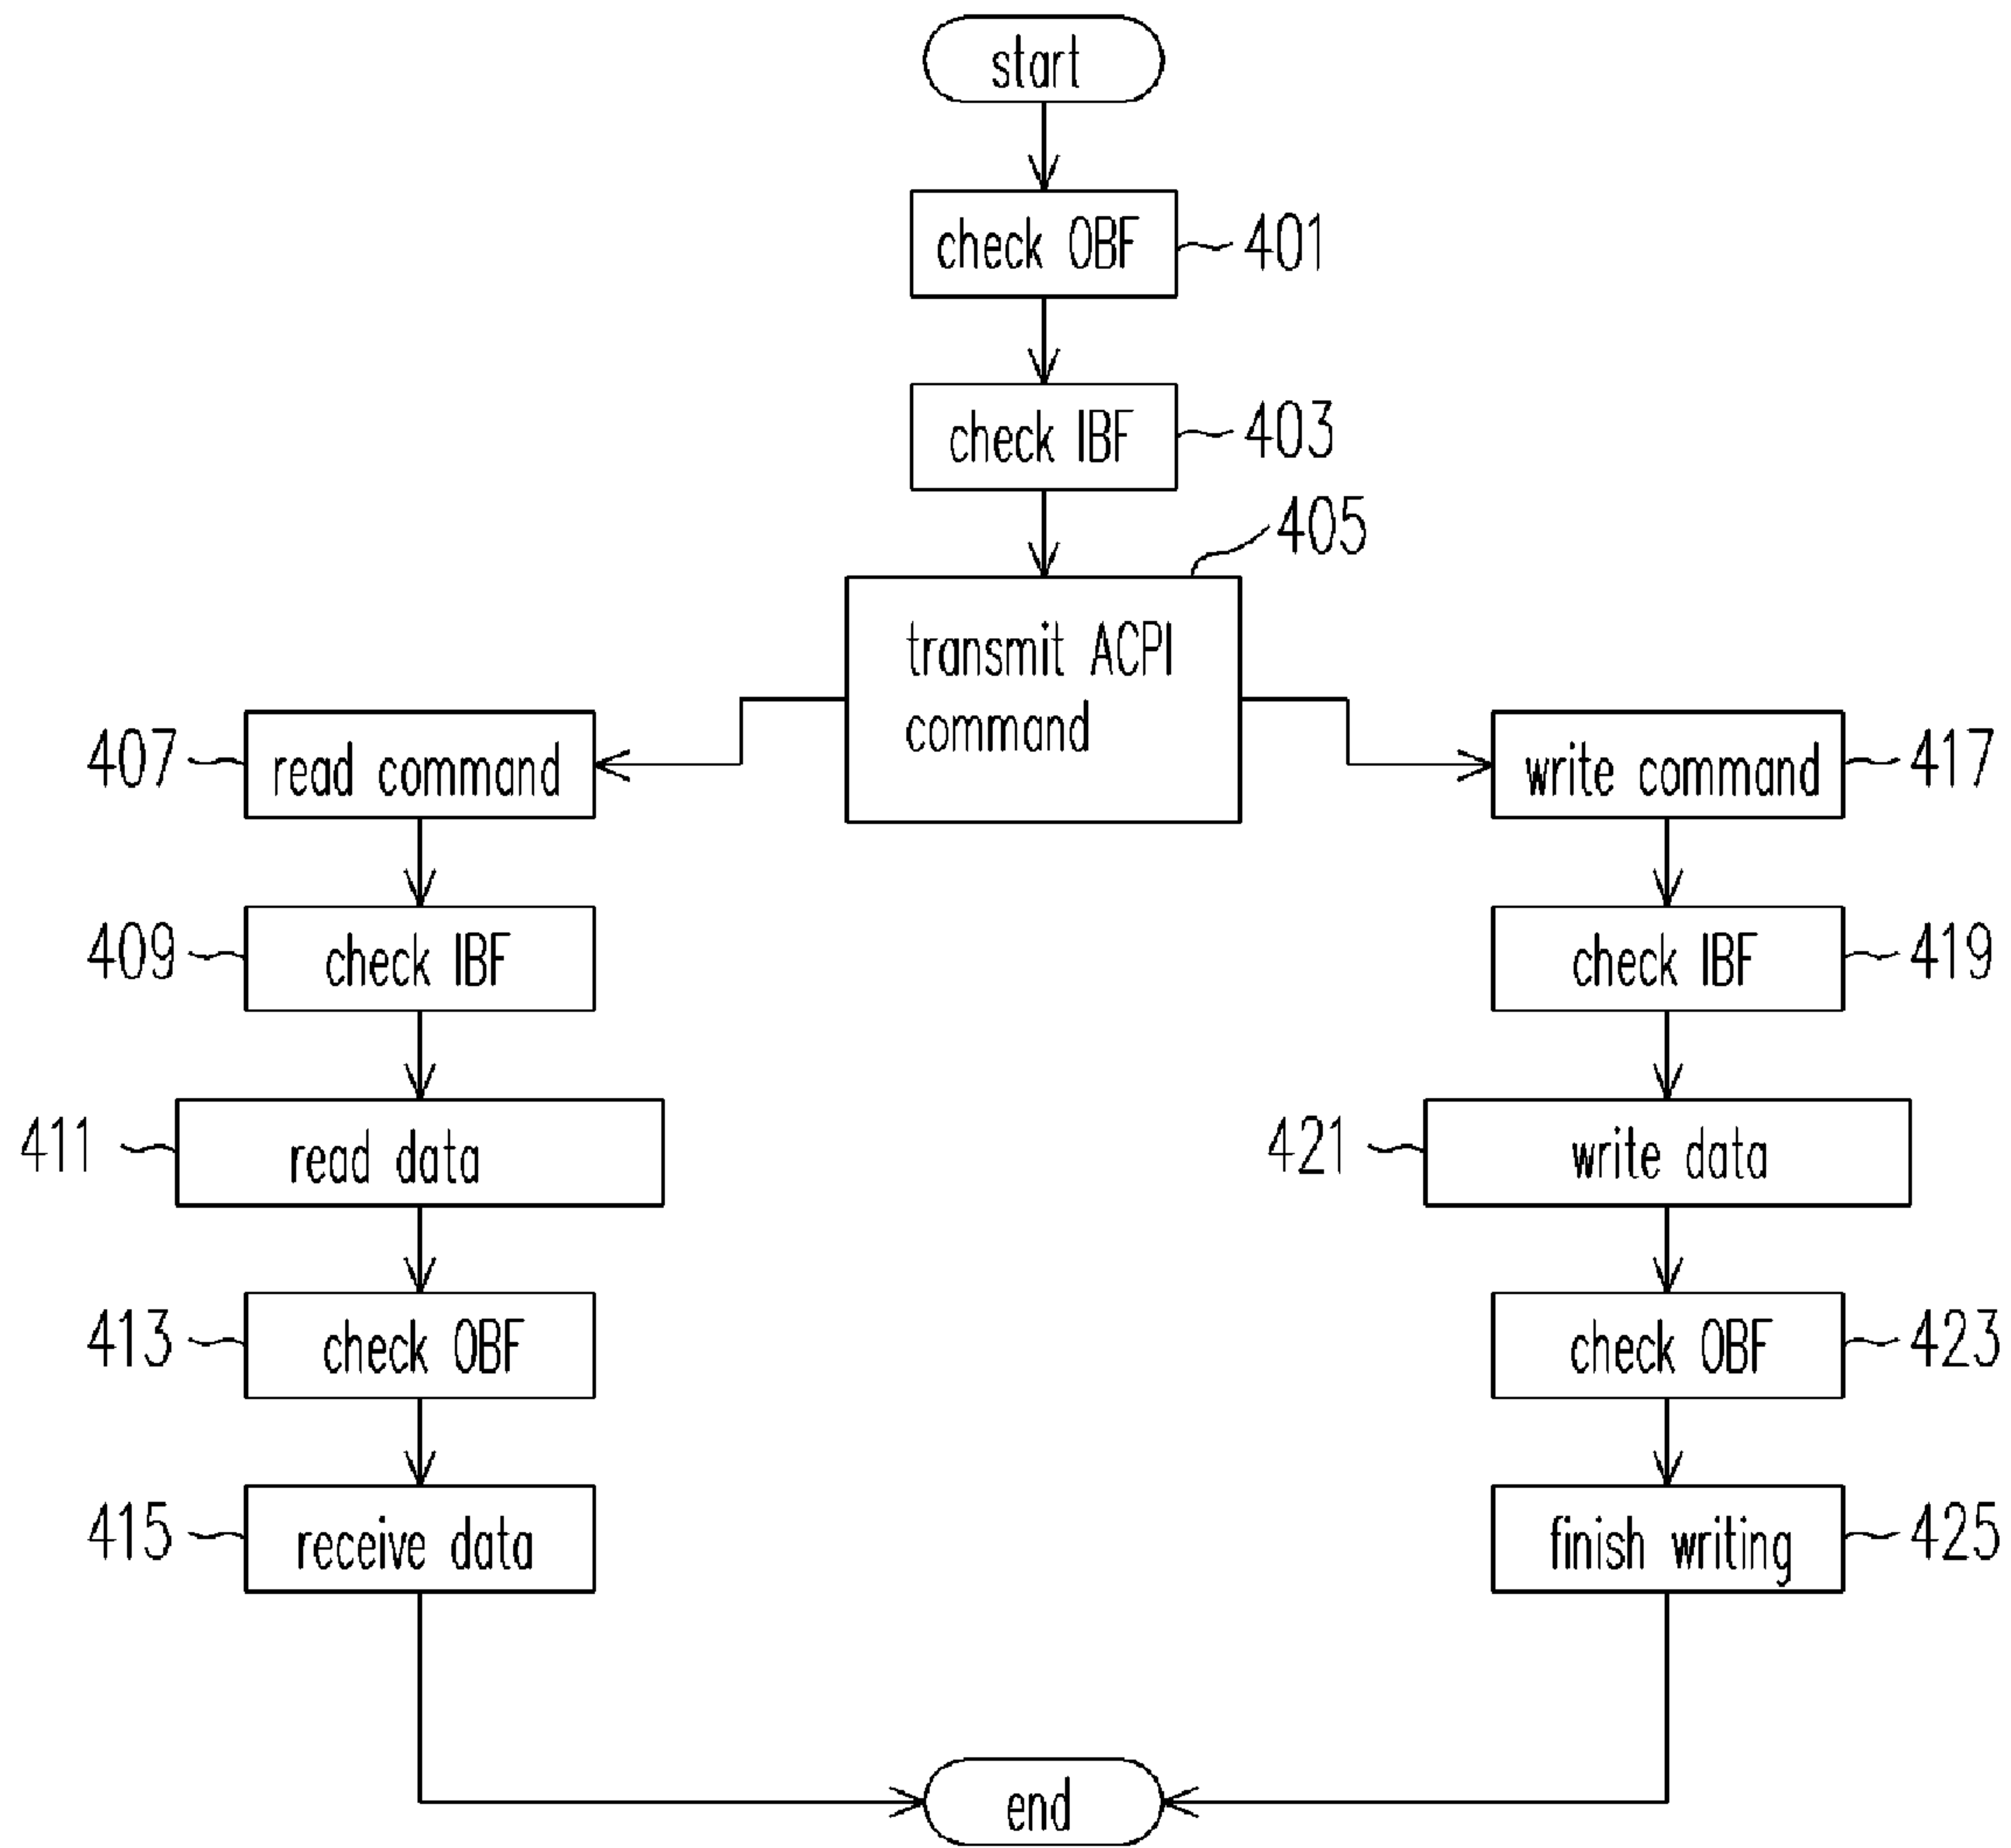 start
check OBF
401
check IBF
403
405
transmit ACPI
command
407
read command
write command
417
409
check IBF
check IBF
419
411
read data
421
write data
413
check OBF
check OBF
423
415
receive data
finish writing
425
end